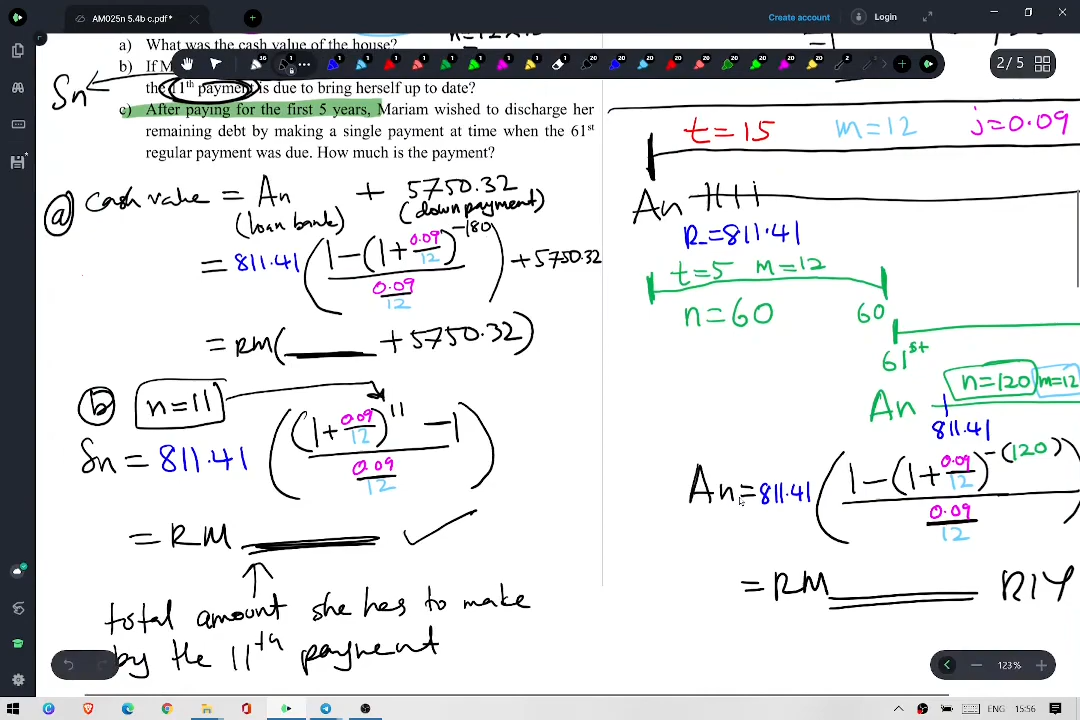 AM025n 5.4b c.pdf*
Create account
Login
2 / 5
a) What was the cash value of the house?
b) If M
the 11th payment is due to bring herself up to date?
c) After paying for the first 5 years, Mariam wished to discharge her
remaining debt by making a single payment at time when the 61st
regular payment was due. How much is the payment?
Sn
(a) cash value = An + 5750.32
(loan bank) (down payment)
= 811.41 (1-(1+0.09/12)^-180 / 0.09/12) + 5750.32
= RM( ____ + 5750.32)
(b) n=11
Sn = 811.41 ((1+0.09/12)^11 - 1 / 0.09/12)
= RM ____ ✓
↑
total amount she has to make
by the 11th payment
t=15 m=12 j=0.09
An
R=811.41
t=5 m=12
n=60 60
61st
n=120 m=12
An
811.41
An = 811.41 (1-(1+0.09/12)^-(120) / 0.09/12)
= RM ____ DIY
123%
ENG 15:56